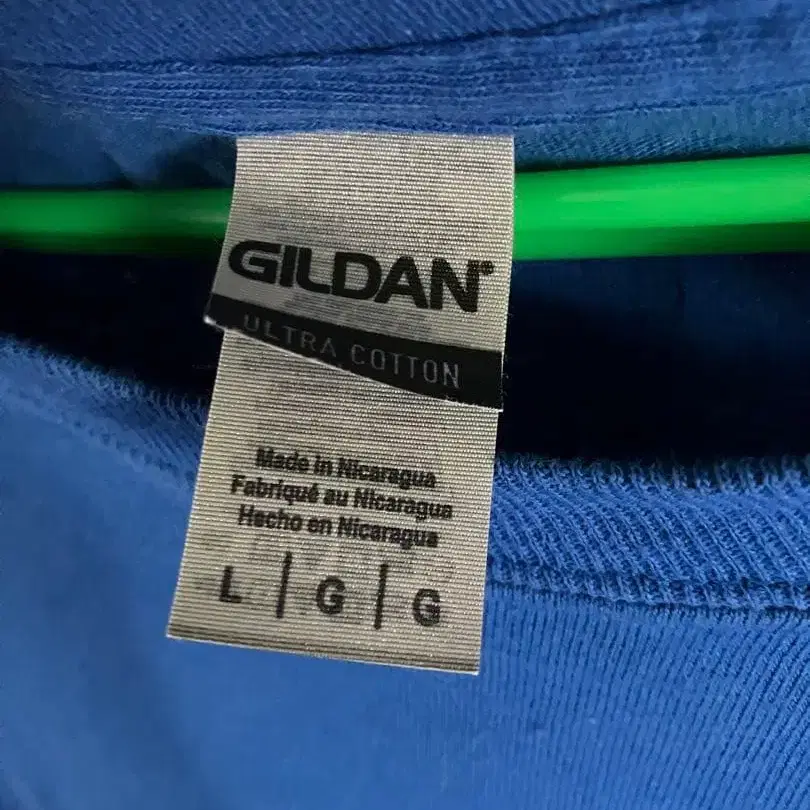 GILDAN®
ULTRA COTTON
Made in Nicaragua
Fabriqué au Nicaragua
Hecho en Nicaragua
L | G | G